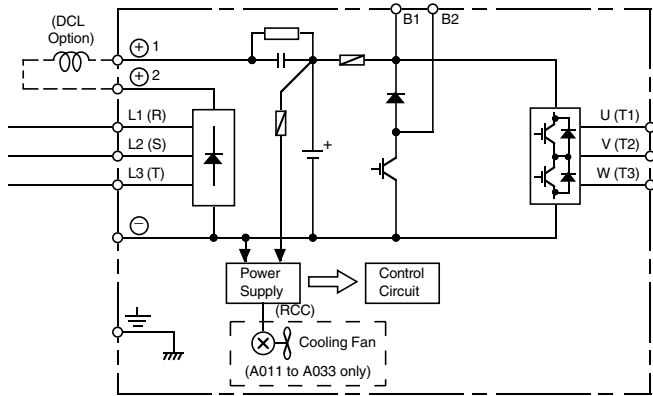 B1 B2
(DCL
Option)
⊕ 1
⊕ 2
L1 (R)
L2 (S)
L3 (T)
+
U (T1)
V (T2)
W (T3)
⊖
Power
Supply
Control
Circuit
(RCC)
Cooling Fan
(A011 to A033 only)